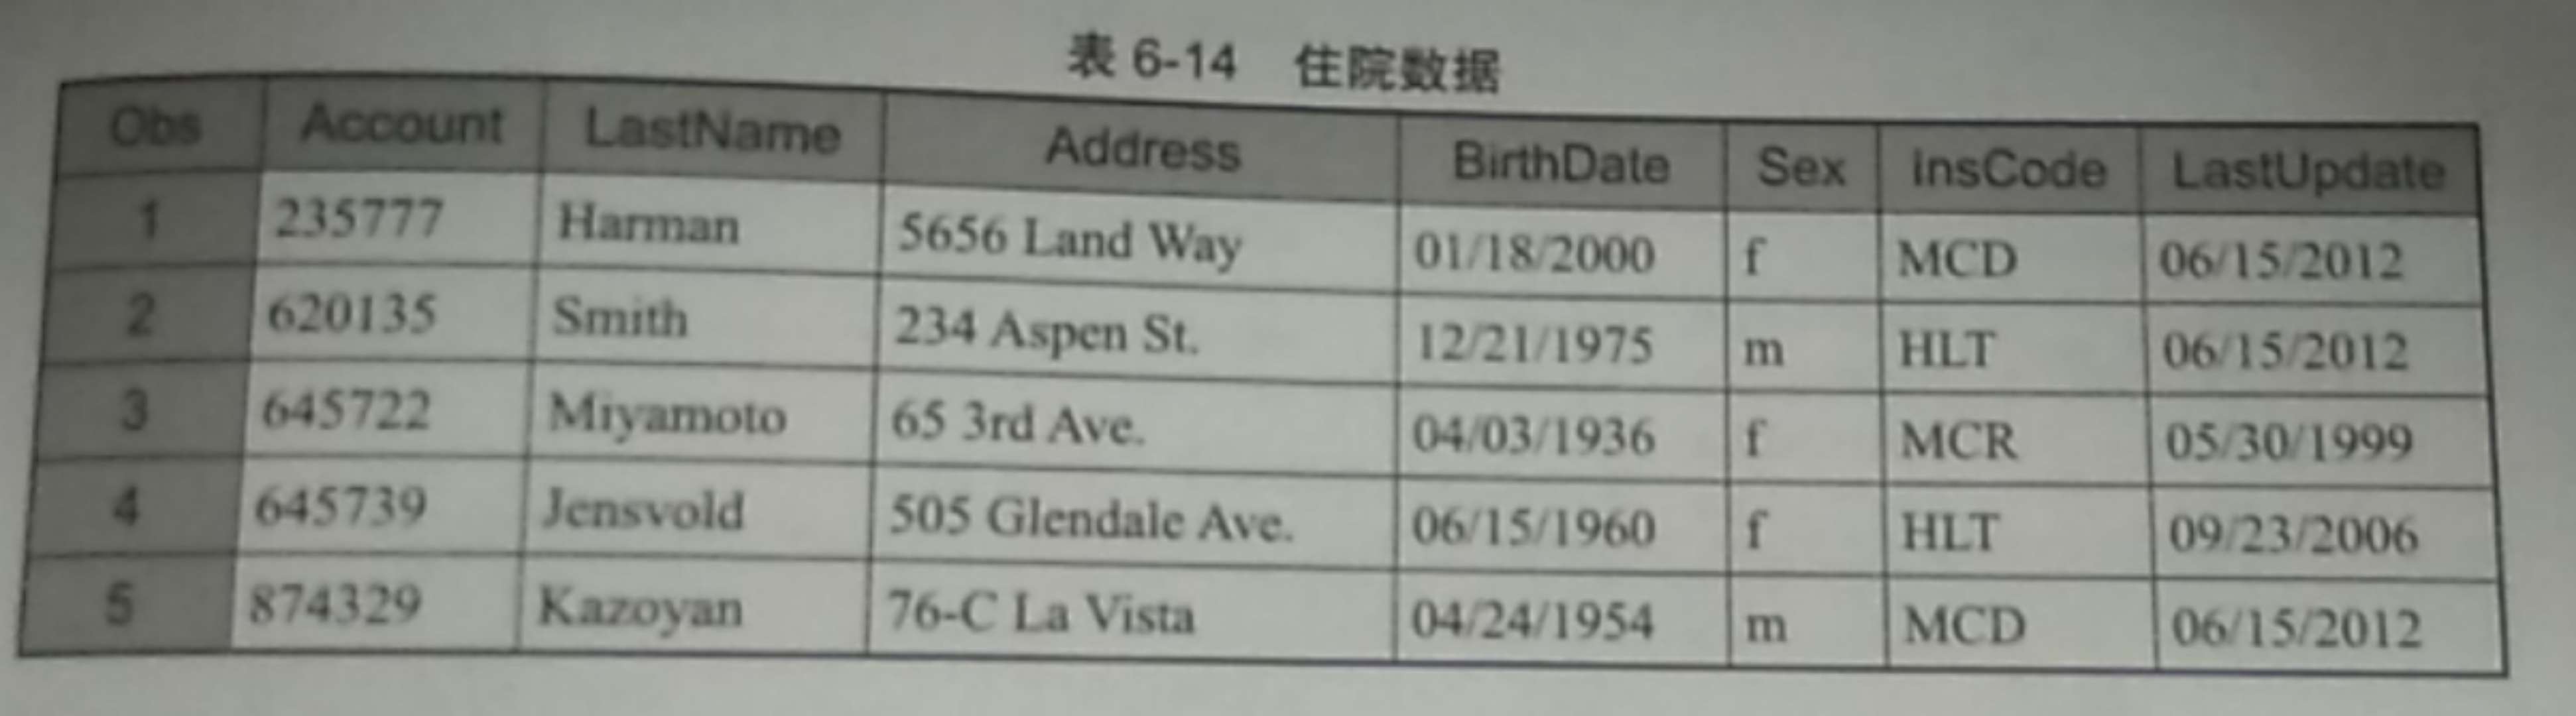 表 6-14 住院数据
Obs Account LastName Address BirthDate Sex insCode LastUpdate
1 235777 Harman 5656 Land Way 01/18/2000 f MCD 06/15/2012
2 620135 Smith 234 Aspen St. 12/21/1975 m HLT 06/15/2012
3 645722 Miyamoto 65 3rd Ave. 04/03/1936 f MCR 05/30/1999
4 645739 Jensvold 505 Glendale Ave. 06/15/1960 f HLT 09/23/2006
5 874329 Kazoyan 76-C La Vista 04/24/1954 m MCD 06/15/2012